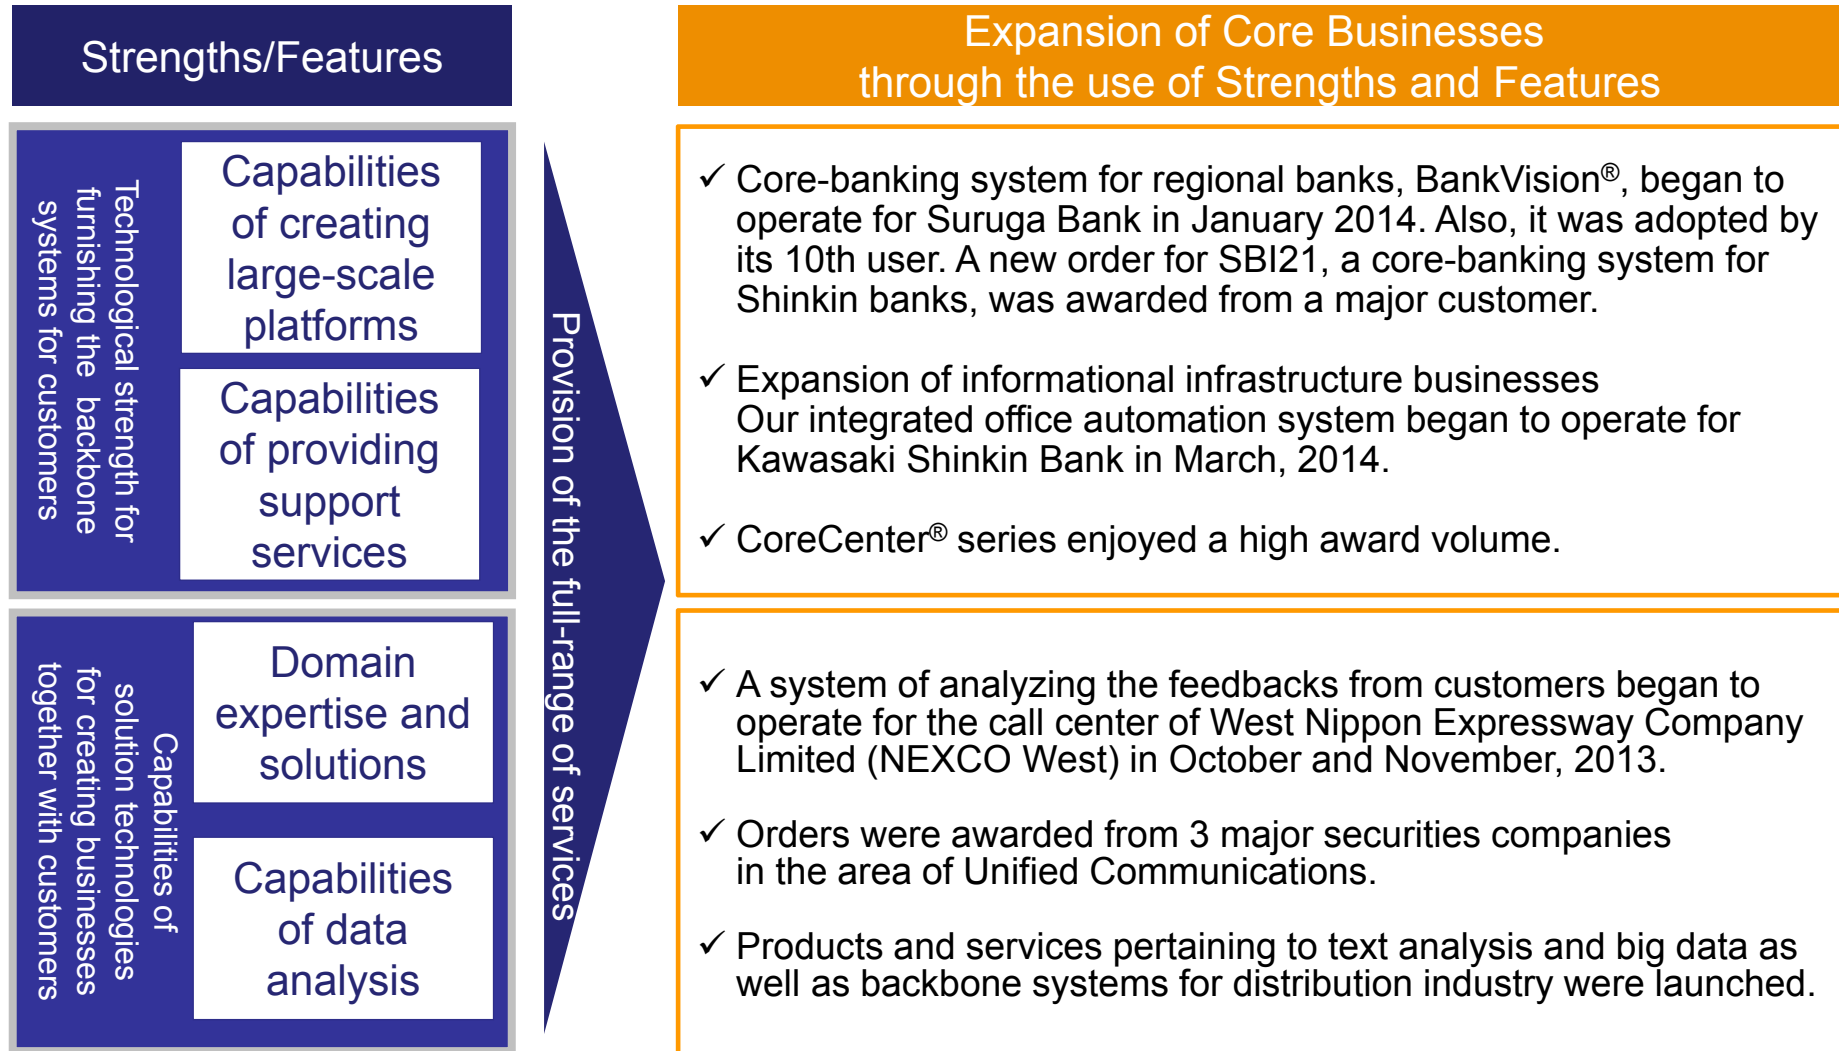 Strengths/Features
Expansion of Core Businesses
through the use of Strengths and Features
Technological strength for
furnishing the backbone
systems for customers
Capabilities
of creating
large-scale
platforms
Capabilities
of providing
support
services
Capabilities of
solution technologies
for creating businesses
together with customers
Domain
expertise and
solutions
Capabilities
of data
analysis
Provision of the full-range of services
✓ Core-banking system for regional banks, BankVision®, began to
operate for Suruga Bank in January 2014. Also, it was adopted by
its 10th user. A new order for SBI21, a core-banking system for
Shinkin banks, was awarded from a major customer.
✓ Expansion of informational infrastructure businesses
Our integrated office automation system began to operate for
Kawasaki Shinkin Bank in March, 2014.
✓ CoreCenter® series enjoyed a high award volume.
✓ A system of analyzing the feedbacks from customers began to
operate for the call center of West Nippon Expressway Company
Limited (NEXCO West) in October and November, 2013.
✓ Orders were awarded from 3 major securities companies
in the area of Unified Communications.
✓ Products and services pertaining to text analysis and big data as
well as backbone systems for distribution industry were launched.